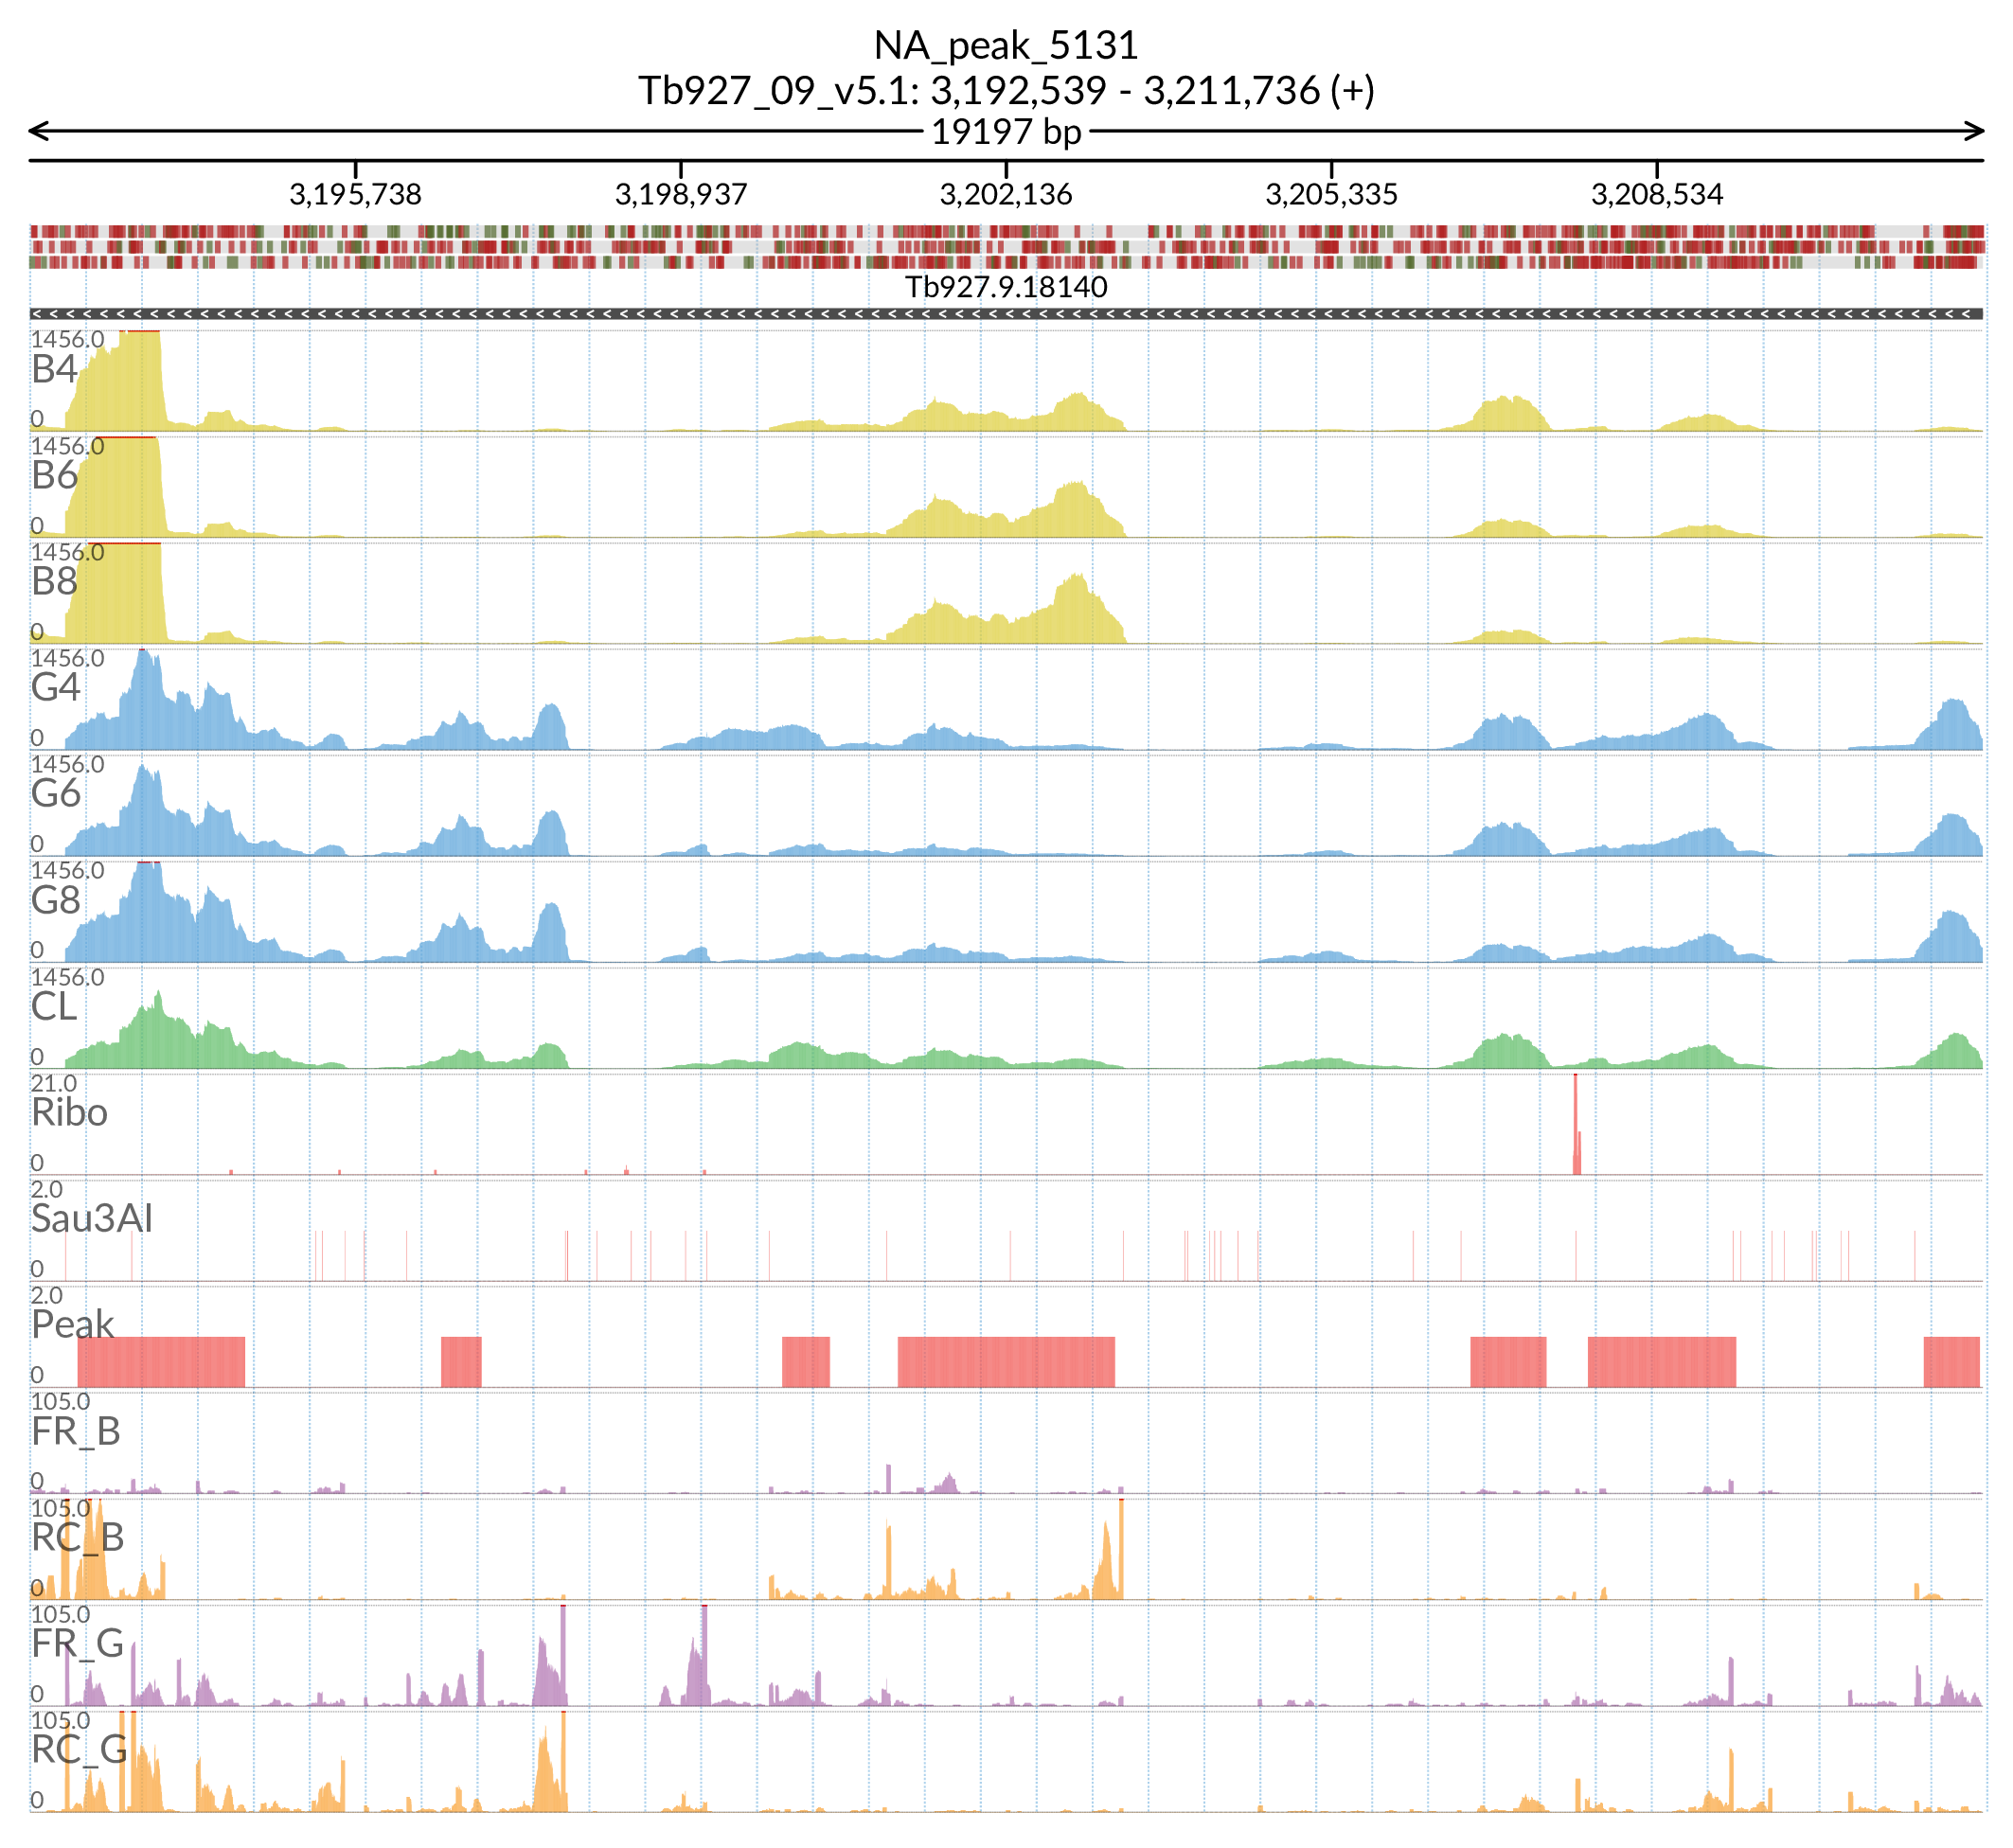 NA_peak_5131
Tb927_09_v5.1: 3,192,539 - 3,211,736 (+)
19197 bp
3,195,738 3,198,937 3,202,136 3,205,335 3,208,534
Tb927.9.18140
1456.0
B4
0
1456.0
B6
0
1456.0
B8
0
1456.0
G4
0
1456.0
G6
0
1456.0
G8
0
1456.0
CL
0
21.0
Ribo
0
2.0
Sau3AI
0
2.0
Peak
0
105.0
FR_B
0
105.0
RC_B
0
105.0
FR_G
0
105.0
RC_G
0